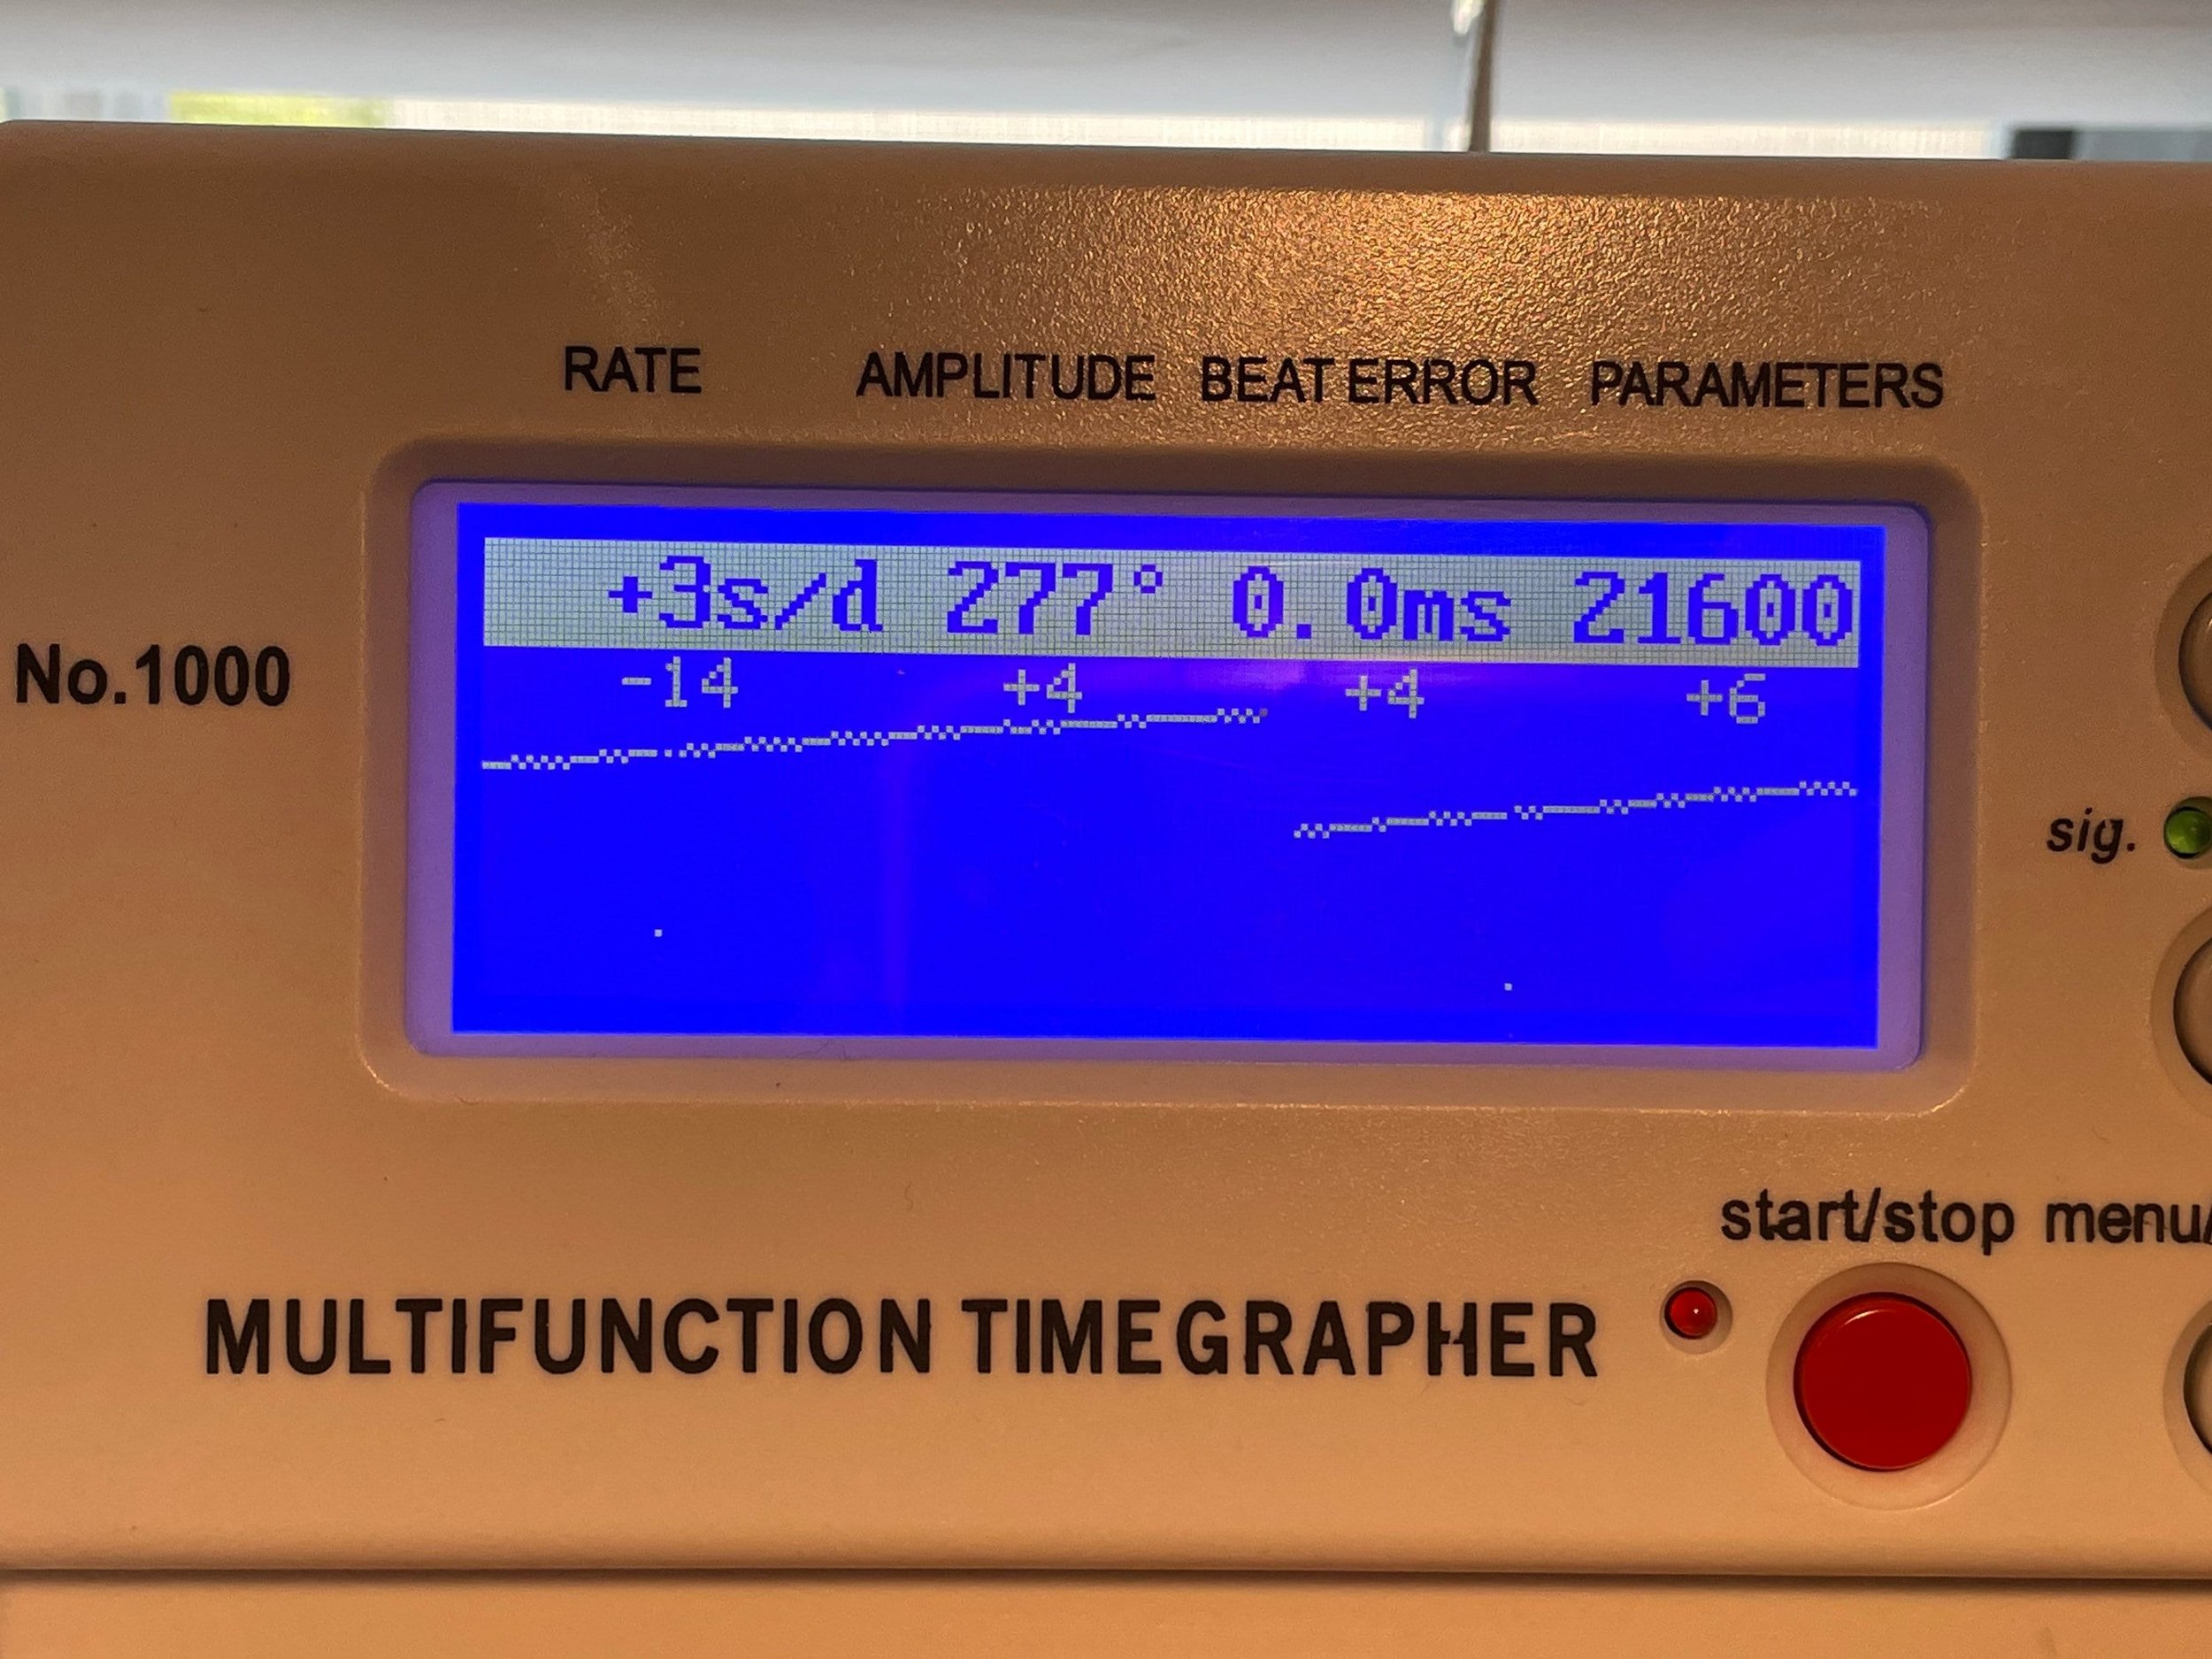 RATE AMPLITUDE BEAT ERROR PARAMETERS
+3s/d 277° 0.0ms 21600
-14 +4 +4 +6
No.1000
sig.
start/stop menu/
MULTIFUNCTION TIMEGRAPHER